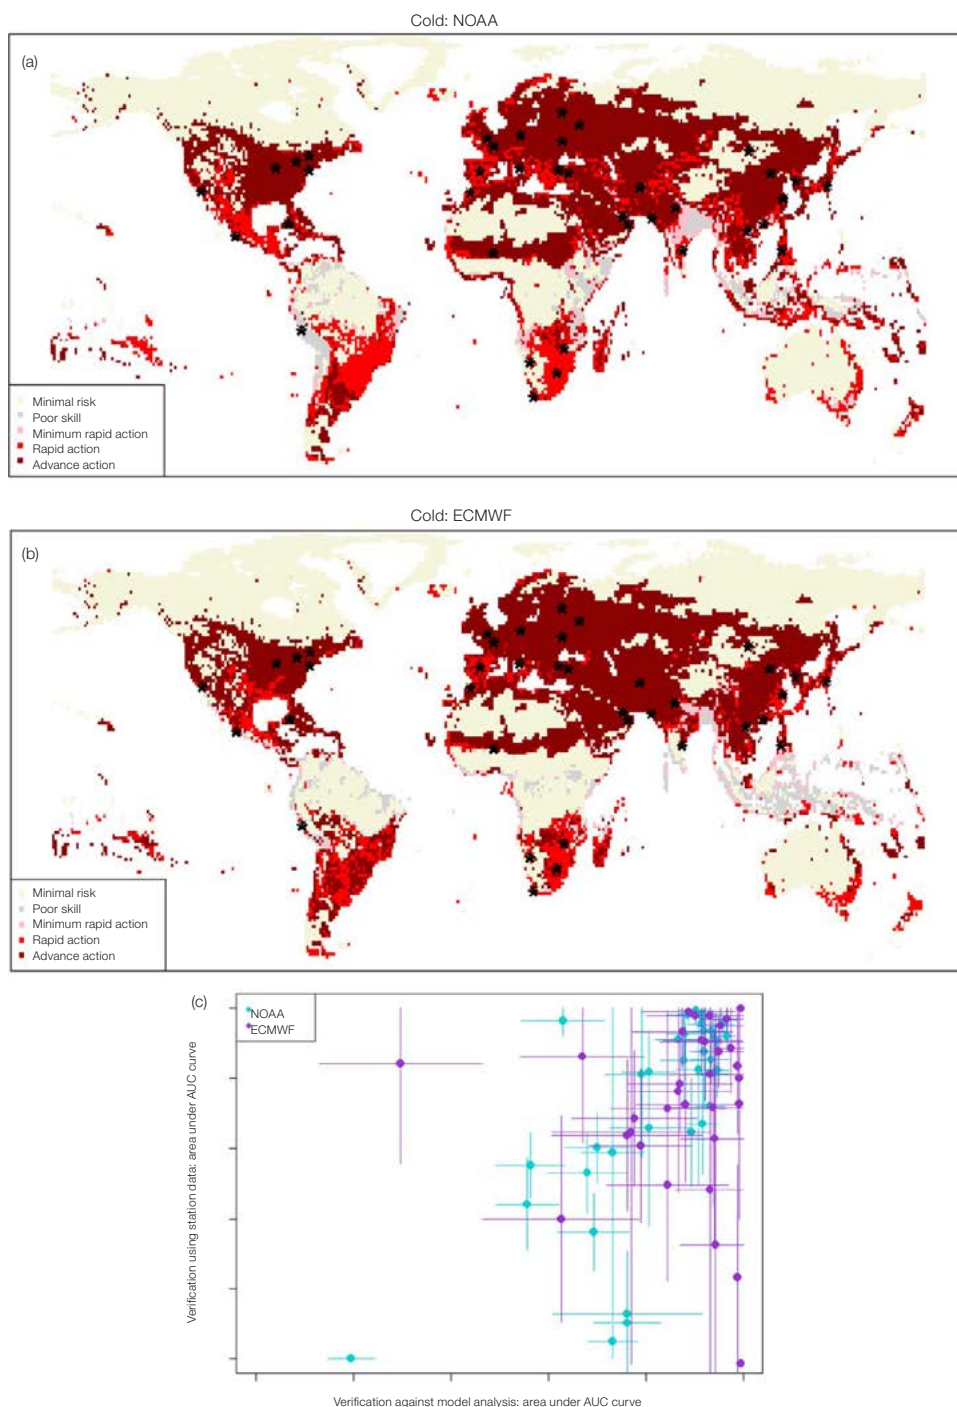 Cold: NOAA
(a)
Minimal risk
Poor skill
Minimum rapid action
Rapid action
Advance action
Cold: ECMWF
(b)
Minimal risk
Poor skill
Minimum rapid action
Rapid action
Advance action
(c)
NOAA
ECMWF
Verification using station data: area under AUC curve
Verification against model analysis: area under AUC curve